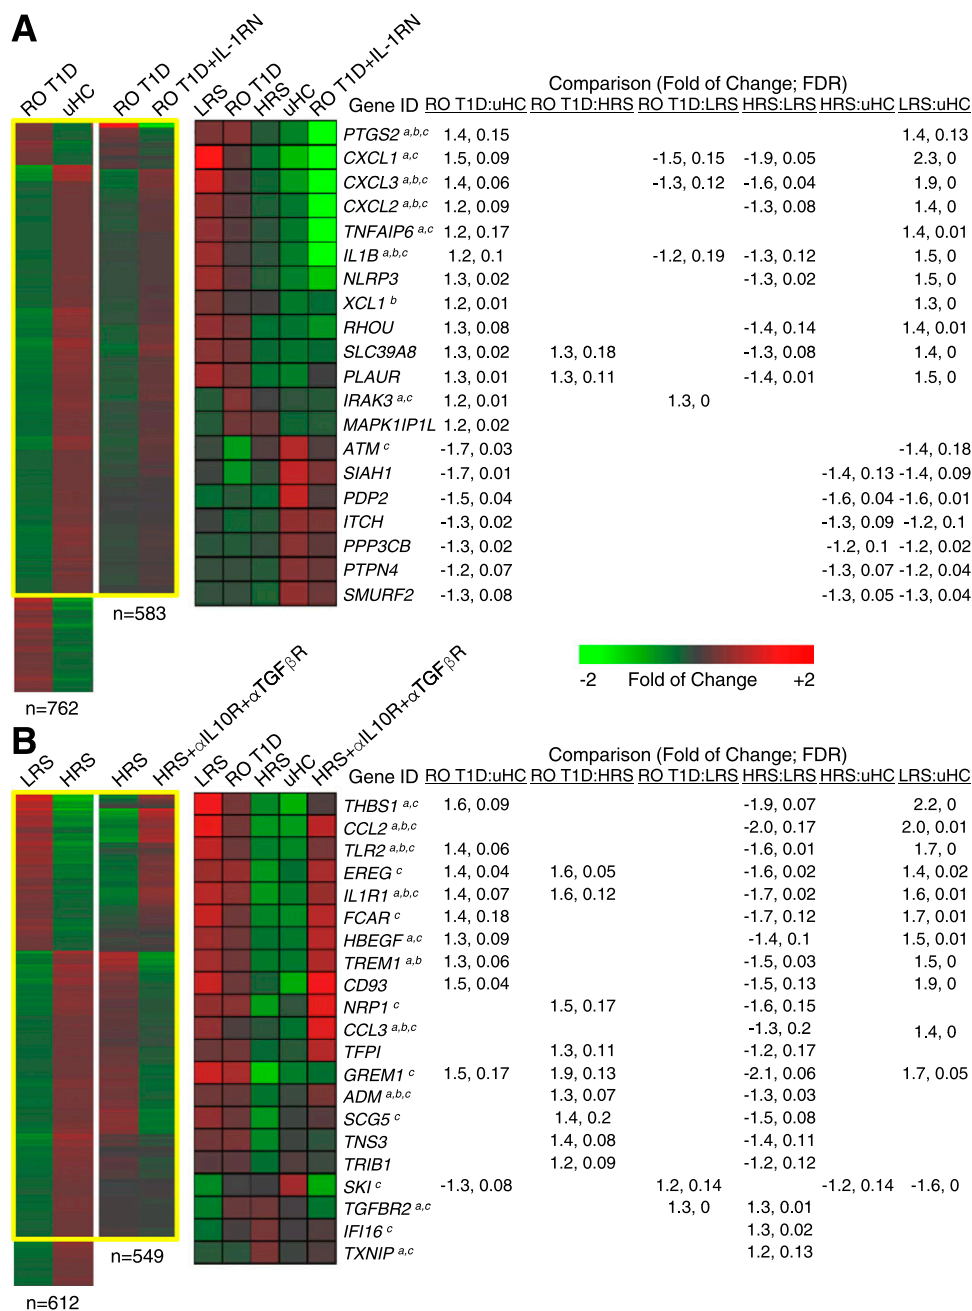 A
RO T1D
uHC
RO T1D
RO T1D+IL-1RN
LRS
RO T1D
HRS
uHC
RO T1D+IL-1RN
Comparison (Fold of Change; FDR)
Gene ID RO T1D:uHC RO T1D:HRS RO T1D:LRS HRS:LRS HRS:uHC LRS:uHC
PTGS2 a,b,c 1.4, 0.15 1.4, 0.13
CXCL1 a,c 1.5, 0.09 -1.5, 0.15 -1.9, 0.05 2.3, 0
CXCL3 a,b,c 1.4, 0.06 -1.3, 0.12 -1.6, 0.04 1.9, 0
CXCL2 a,b,c 1.2, 0.09 -1.3, 0.08 1.4, 0
TNFAIP6 a,c 1.2, 0.17 1.4, 0.01
IL1B a,b,c 1.2, 0.1 -1.2, 0.19 -1.3, 0.12 1.5, 0
NLRP3 1.3, 0.02 -1.3, 0.02 1.5, 0
XCL1 b 1.2, 0.01 1.3, 0
RHOU 1.3, 0.08 -1.4, 0.14 1.4, 0.01
SLC39A8 1.3, 0.02 1.3, 0.18 -1.3, 0.08 1.4, 0
PLAUR 1.3, 0.01 1.3, 0.11 -1.4, 0.01 1.5, 0
IRAK3 a,c 1.2, 0.01 1.3, 0
MAPK1IP1L 1.2, 0.02
ATM c -1.7, 0.03 -1.4, 0.18
SIAH1 -1.7, 0.01 -1.4, 0.13 -1.4, 0.09
PDP2 -1.5, 0.04 -1.6, 0.04 -1.6, 0.01
ITCH -1.3, 0.02 -1.3, 0.09 -1.2, 0.1
PPP3CB -1.3, 0.02 -1.2, 0.1 -1.2, 0.02
PTPN4 -1.2, 0.07 -1.3, 0.07 -1.2, 0.04
SMURF2 -1.3, 0.08 -1.3, 0.05 -1.3, 0.04
n=583
n=762
-2 Fold of Change +2
B
LRS
HRS
HRS
HRS+αIL10R+αTGFβR
LRS
RO T1D
HRS
uHC
HRS+αIL10R+αTGFβR
Comparison (Fold of Change; FDR)
Gene ID RO T1D:uHC RO T1D:HRS RO T1D:LRS HRS:LRS HRS:uHC LRS:uHC
THBS1 a,c 1.6, 0.09 -1.9, 0.07 2.2, 0
CCL2 a,b,c -2.0, 0.17 2.0, 0.01
TLR2 a,b,c 1.4, 0.06 -1.6, 0.01 1.7, 0
EREG c 1.4, 0.04 1.6, 0.05 -1.6, 0.02 1.4, 0.02
IL1R1 a,b,c 1.4, 0.07 1.6, 0.12 -1.7, 0.02 1.6, 0.01
FCAR c 1.4, 0.18 -1.7, 0.12 1.7, 0.01
HBEGF a,c 1.3, 0.09 -1.4, 0.1 1.5, 0.01
TREM1 a,b 1.3, 0.06 -1.5, 0.03 1.5, 0
CD93 1.5, 0.04 -1.5, 0.13 1.9, 0
NRP1 c 1.5, 0.17 -1.6, 0.15
CCL3 a,b,c -1.3, 0.2 1.4, 0
TFPI 1.3, 0.11 -1.2, 0.17
GREM1 c 1.5, 0.17 1.9, 0.13 -2.1, 0.06 1.7, 0.05
ADM a,b,c 1.3, 0.07 -1.3, 0.03
SCG5 c 1.4, 0.2 -1.5, 0.08
TNS3 1.4, 0.08 -1.4, 0.11
TRIB1 1.2, 0.09 -1.2, 0.12
SKI c -1.3, 0.08 1.2, 0.14 -1.2, 0.14 -1.6, 0
TGFBR2 a,c 1.3, 0 1.3, 0.01
IFI16 c 1.3, 0.02
TXNIP a,c 1.2, 0.13
n=549
n=612